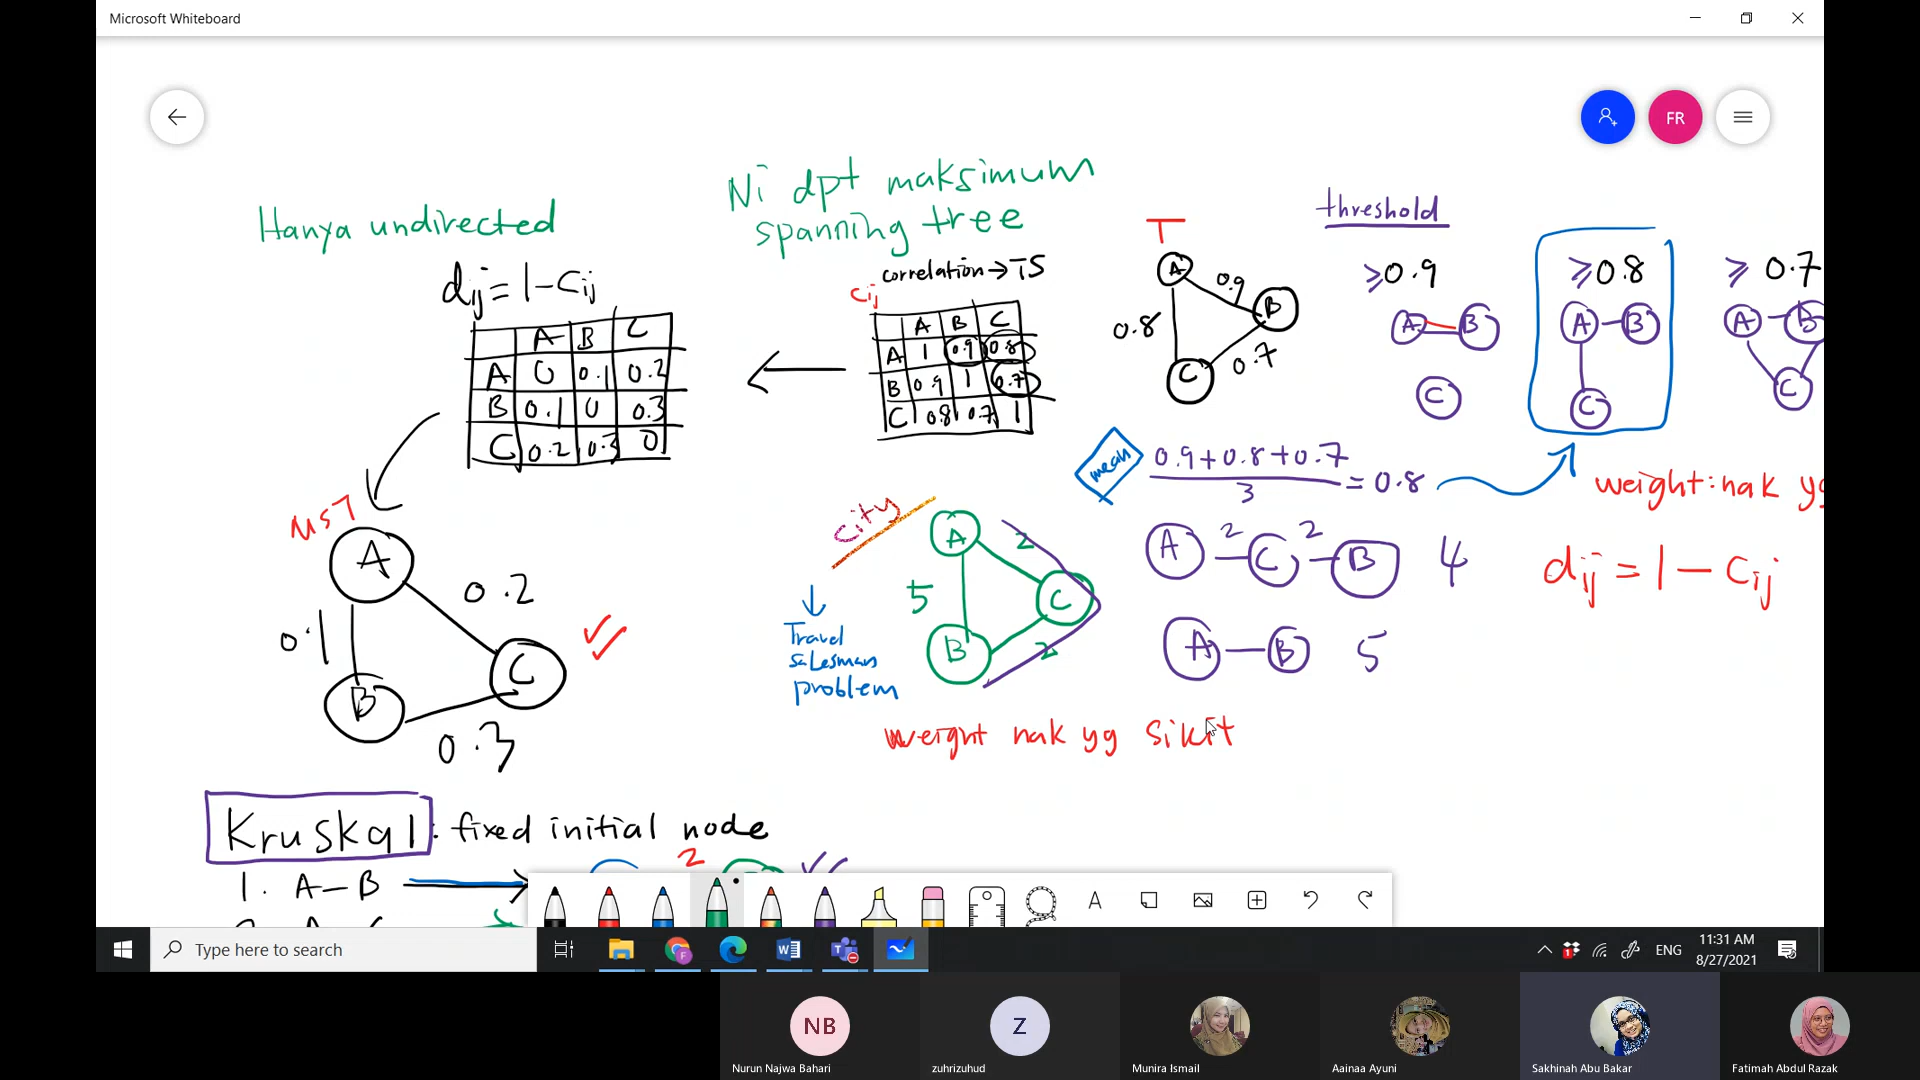 Microsoft Whiteboard
FR
Hanya undirected
dij = 1 - cij
A B C
A 0 0.1 0.2
B 0.1 0 0.3
C 0.2 0.3 0
MST
A
0.2
0.1
B
C
0.3
Ni dpt maksimum
spanning tree
correlation → TS
cij
A B C
A 1 0.9 0.8
B 0.9 1 0.7
C 0.8 0.7 1
T
A
0.9
B
0.8
C
0.7
threshold
≥0.9
A B
C
≥0.8
A B
C
≥ 0.7
A B
C
mean
0.9+0.8+0.7
3
= 0.8
weight: nak yg
dij = 1 - cij
city
Travel
salesman
problem
A
2
5
C
B
2
A 2 C 2 B 4
A B 5
weight nak yg sikit
Kruskal : fixed initial node
2
1. A-B
A
Type here to search
ENG
11:31 AM
8/27/2021
NB
Nurun Najwa Bahari
Z
zuhrizuhud
Munira Ismail
Aainaa Ayuni
Sakhinah Abu Bakar
Fatimah Abdul Razak